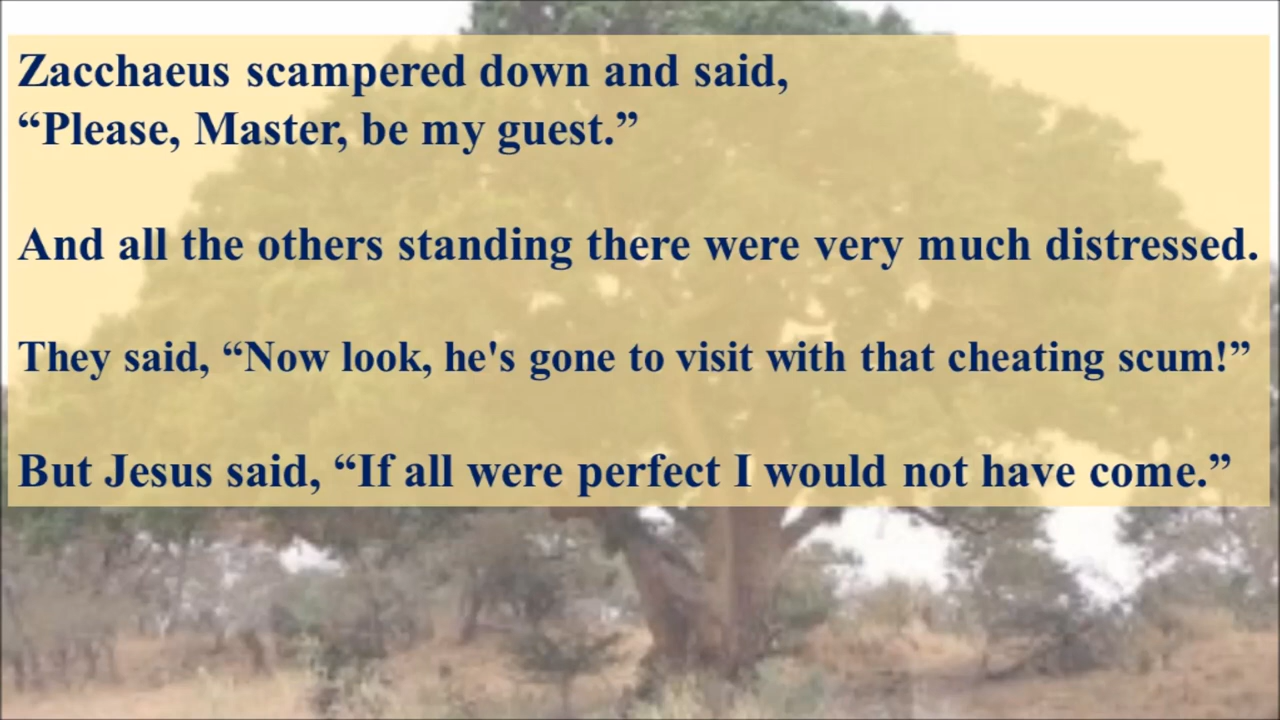 Zacchaeus scampered down and said,
“Please, Master, be my guest.”
And all the others standing there were very much distressed.
They said, “Now look, he's gone to visit with that cheating scum!”
But Jesus said, “If all were perfect I would not have come.”